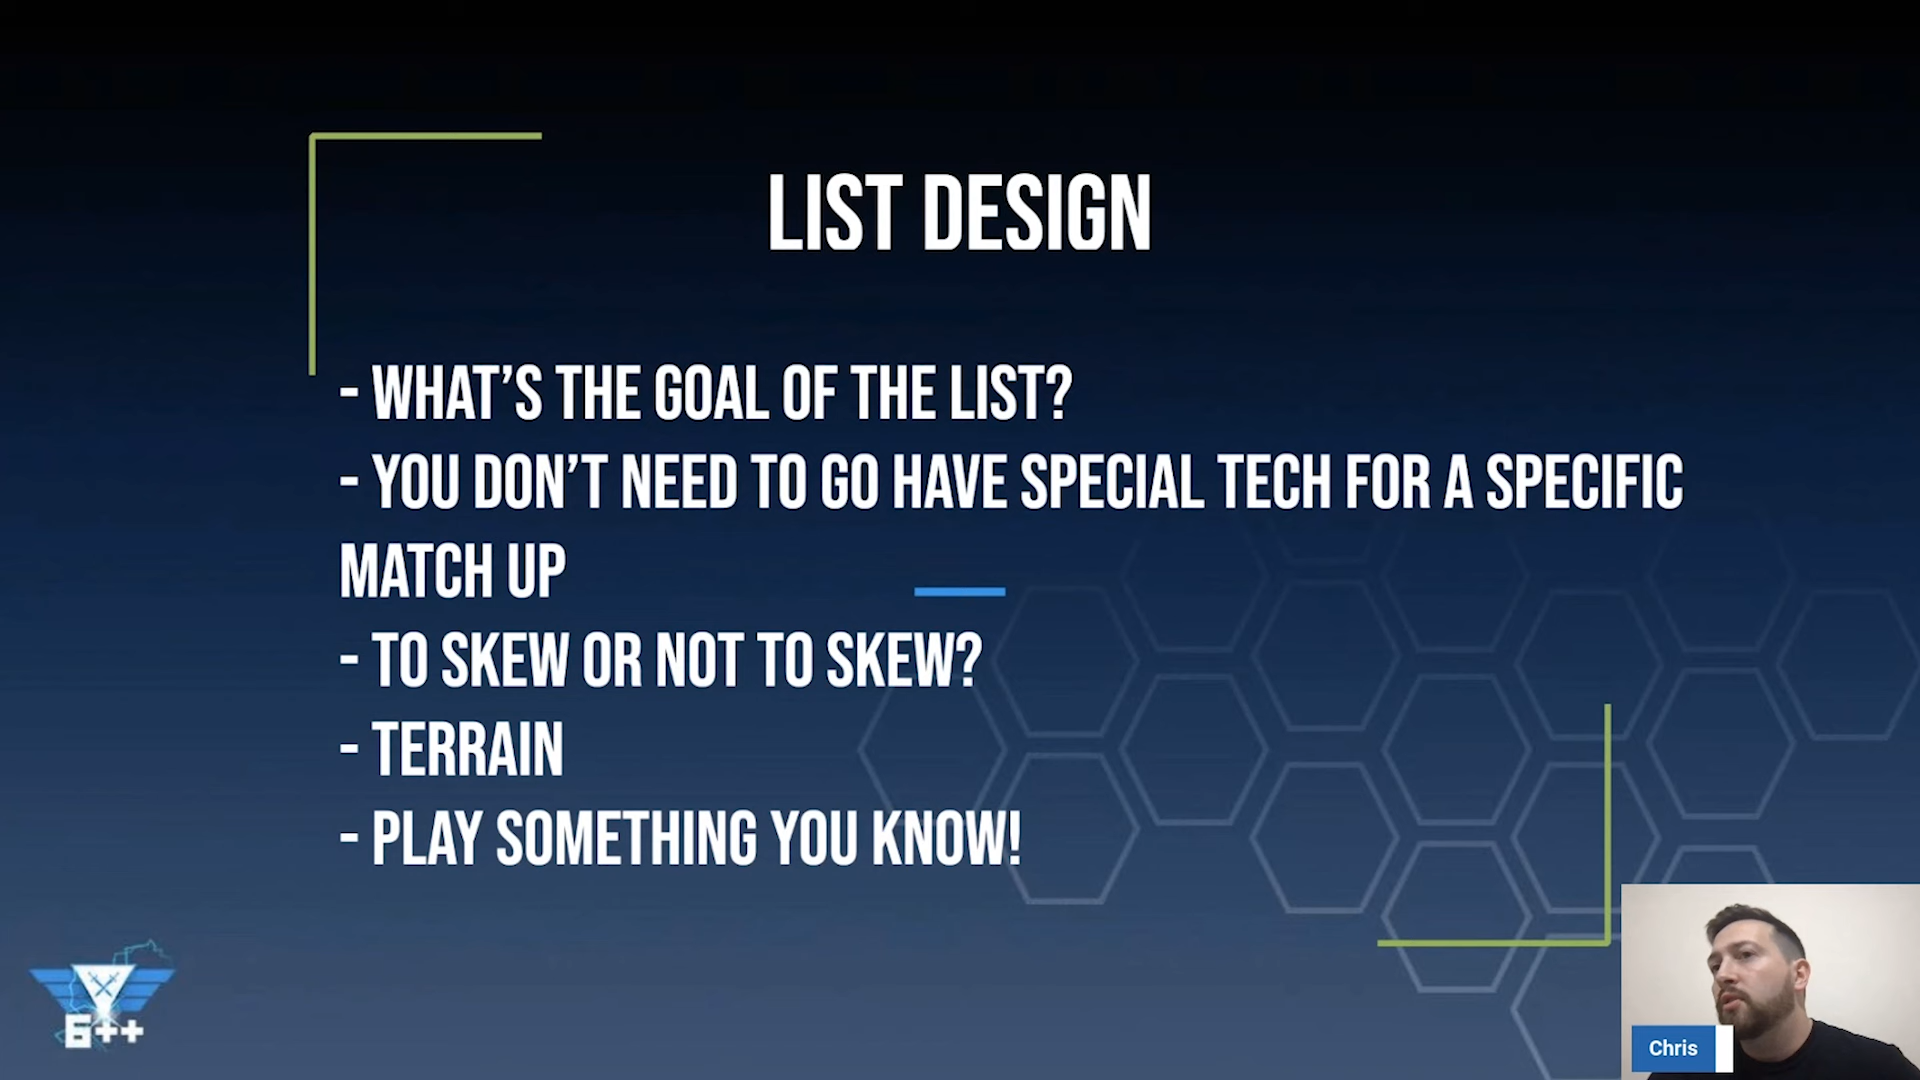 LIST DESIGN
- WHAT'S THE GOAL OF THE LIST?
- YOU DON'T NEED TO GO HAVE SPECIAL TECH FOR A SPECIFIC
MATCH UP
- TO SKEW OR NOT TO SKEW?
- TERRAIN
- PLAY SOMETHING YOU KNOW!
6++
Chris